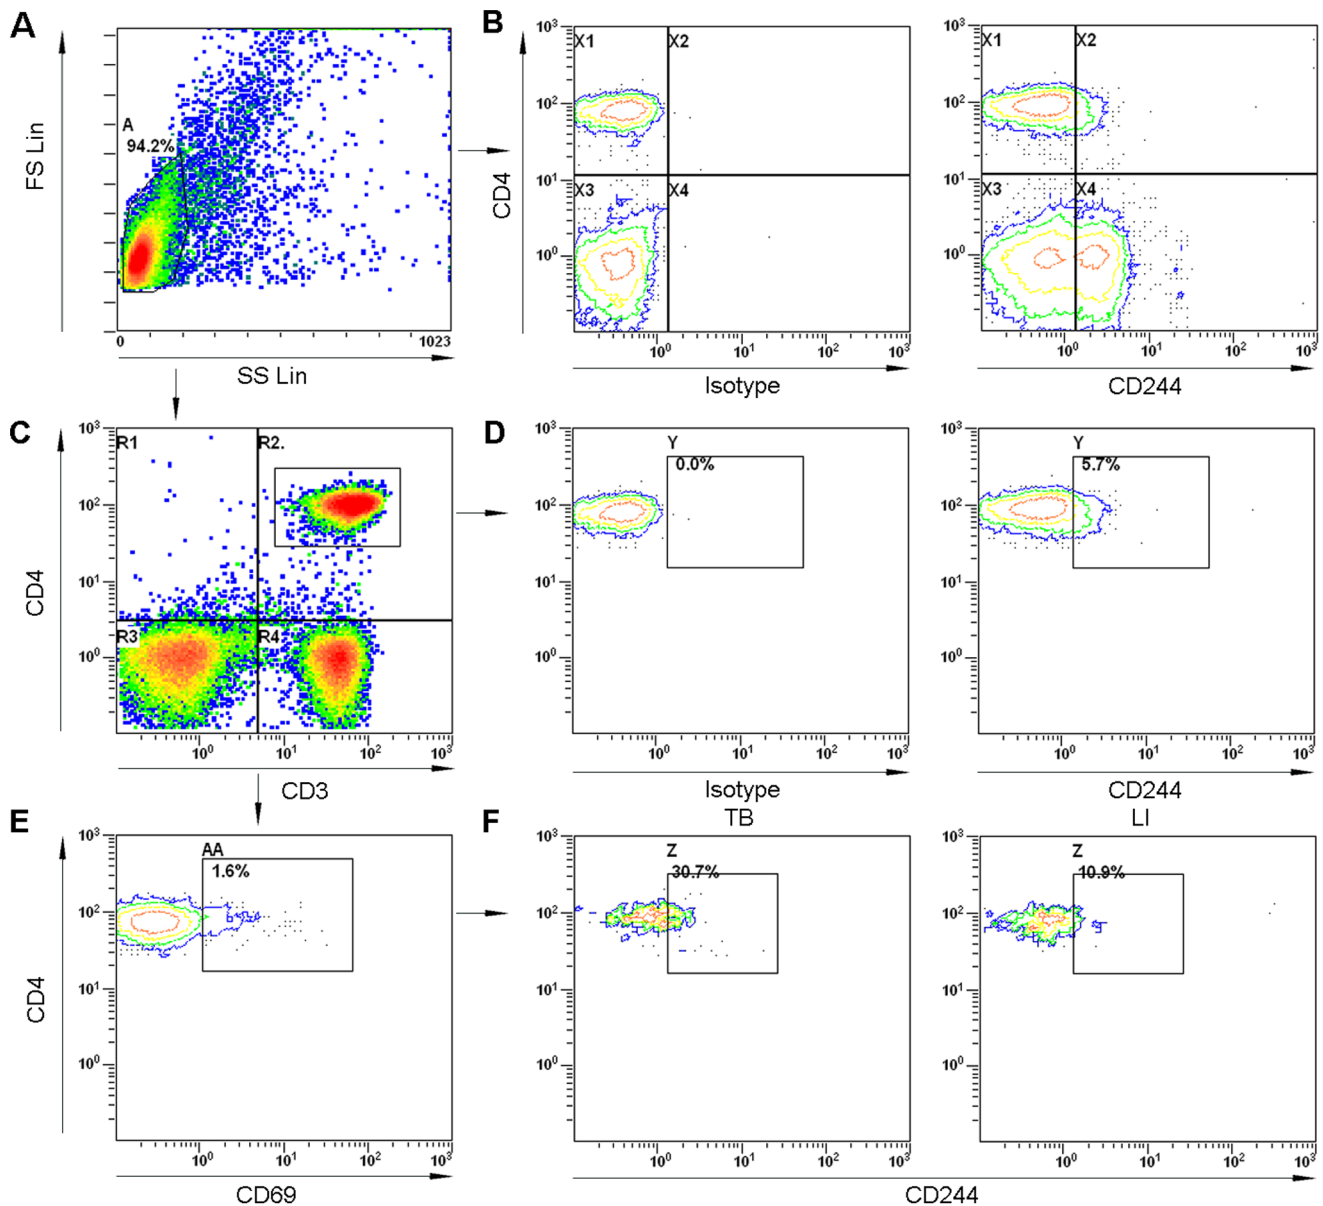 A
FS Lin
A
94.2%
0 1023
SS Lin
B
CD4
10³
10²
10¹
10⁰
X1 X2
X3 X4
10⁰ 10¹ 10² 10³
Isotype
10³
10²
10¹
10⁰
X1 X2
X3 X4
10⁰ 10¹ 10² 10³
CD244
C
CD4
10³
10²
10¹
10⁰
R1 R2.
R3 R4
10⁰ 10¹ 10² 10³
CD3
D
10³
10²
10¹
10⁰
Y
0.0%
10⁰ 10¹ 10² 10³
Isotype
10³
10²
10¹
10⁰
Y
5.7%
10⁰ 10¹ 10² 10³
CD244
E
CD4
10³
10²
10¹
10⁰
AA
1.6%
10⁰ 10¹ 10² 10³
CD69
F
TB
10³
10²
10¹
10⁰
Z
30.7%
10⁰ 10¹ 10² 10³
LI
10³
10²
10¹
10⁰
Z
10.9%
10⁰ 10¹ 10² 10³
CD244